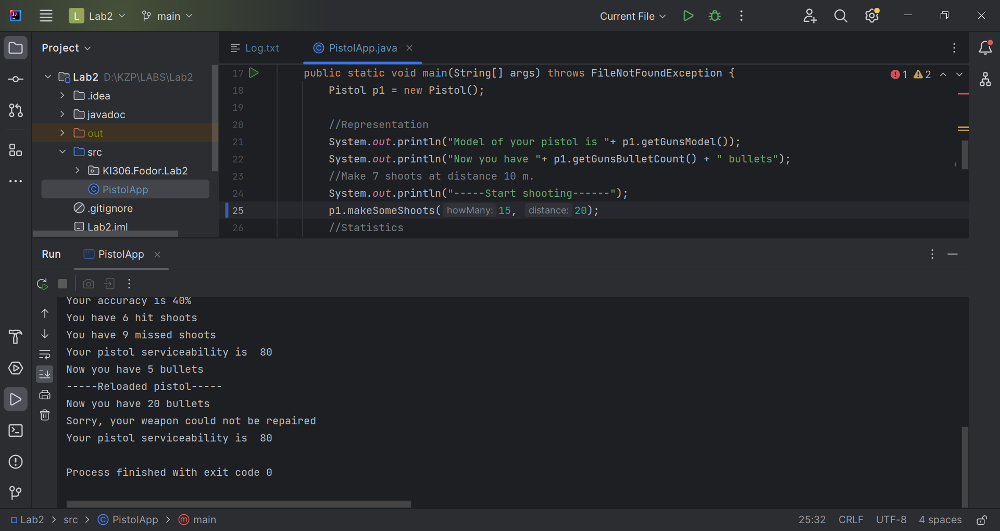 L Lab2 main Current File
Project
Log.txt PistolApp.java
Lab2 D:\KZP\LABS\Lab2
.idea
javadoc
out
src
KI306.Fodor.Lab2
PistolApp
.gitignore
Lab2.iml
1 2
17 public static void main(String[] args) throws FileNotFoundException {
18 Pistol p1 = new Pistol();
19
20 //Representation
21 System.out.println("Model of your pistol is "+ p1.getGunsModel());
22 System.out.println("Now you have "+ p1.getGunsBulletCount() + " bullets");
23 //Make 7 shoots at distance 10 m.
24 System.out.println("-----Start shooting------");
25 p1.makeSomeShoots( howMany: 15, distance: 20);
26 //Statistics
Run PistolApp
Your accuracy is 40%
You have 6 hit shoots
You have 9 missed shoots
Your pistol serviceability is  80
Now you have 5 bullets
-----Reloaded pistol-----
Now you have 20 bullets
Sorry, your weapon could not be repaired
Your pistol serviceability is  80
Process finished with exit code 0
Lab2 > src > PistolApp > main 25:32 CRLF UTF-8 4 spaces